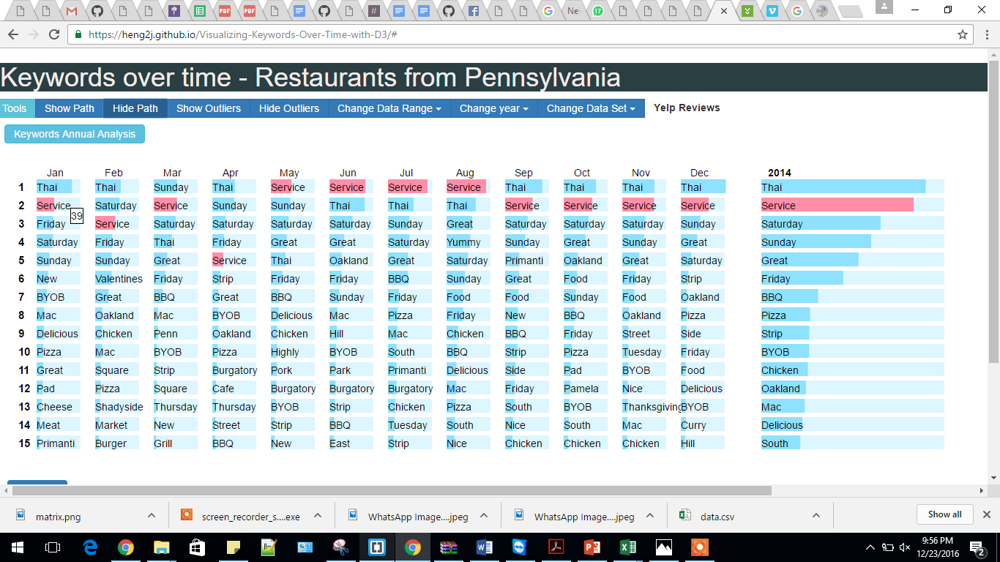 Ne
17
https://heng2j.github.io/Visualizing-Keywords-Over-Time-with-D3/#
Keywords over time - Restaurants from Pennsylvania
Tools Show Path Hide Path Show Outliers Hide Outliers Change Data Range Change year Change Data Set Yelp Reviews
Keywords Annual Analysis
Jan Feb Mar Apr May Jun Jul Aug Sep Oct Nov Dec 2014
1 Thai Thai Sunday Thai Service Service Service Service Thai Thai Thai Thai Thai
2 Service Saturday Service Sunday Sunday Thai Thai Thai Service Service Service Service Service
39
3 Friday Service Saturday Saturday Saturday Saturday Sunday Great Saturday Saturday Saturday Sunday Saturday
4 Saturday Friday Thai Friday Great Great Saturday Yummy Sunday Great Sunday Great Sunday
5 Sunday Sunday Great Service Thai Oakland Great Saturday Primanti Oakland Great Saturday Great
6 New Valentines Friday Strip Friday Friday BBQ Sunday Great Food Friday Strip Friday
7 BYOB Great BBQ Great BBQ Sunday Friday Food Food Sunday Food Oakland BBQ
8 Mac Oakland Mac BYOB Delicious Mac Pizza Friday New BBQ Oakland Pizza Pizza
9 Delicious Chicken Penn Oakland Chicken Hill Mac Chicken BBQ Friday Street Side Strip
10 Pizza Mac BYOB Pizza Highly BYOB South BBQ Strip Pizza Tuesday Friday BYOB
11 Great Square Strip Burgatory Pork Park Primanti Delicious Side Pad BYOB Food Chicken
12 Pad Pizza Square Cafe Burgatory Burgatory Burgatory Mac Friday Pamela Nice Delicious Oakland
13 Cheese Shadyside Thursday Thursday BYOB Strip Chicken Pizza South BYOB Thanksgiving BYOB Mac
14 Meat Market New Street Strip BBQ Tuesday South Nice South Mac Curry Delicious
15 Primanti Burger Grill BBQ New East Strip Nice Chicken Chicken Chicken Hill South
matrix.png screen_recorder_s....exe WhatsApp Image....jpeg WhatsApp Image....jpeg data.csv Show all
9:56 PM
12/23/2016
2